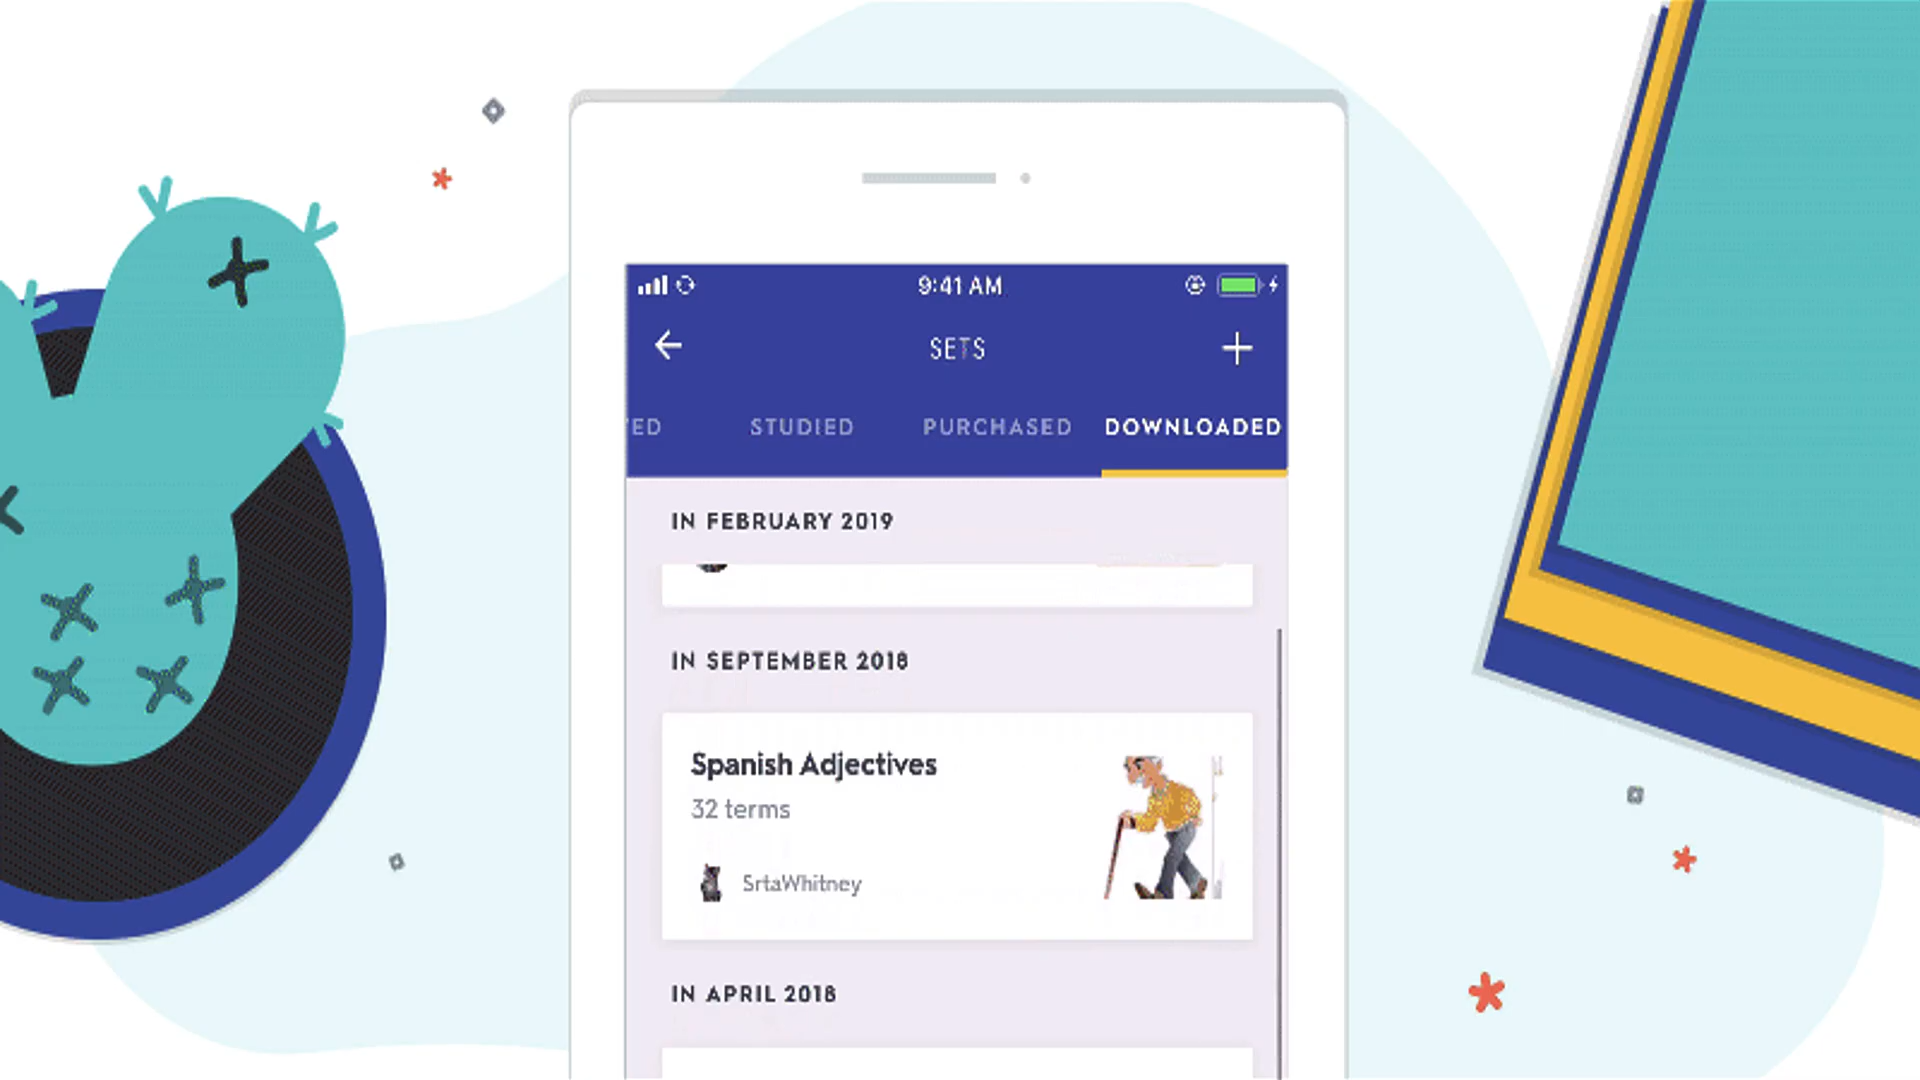 9:41 AM
SETS
ED STUDIED PURCHASED DOWNLOADED
IN FEBRUARY 2019
IN SEPTEMBER 2018
Spanish Adjectives
32 terms
SrtaWhitney
IN APRIL 2018